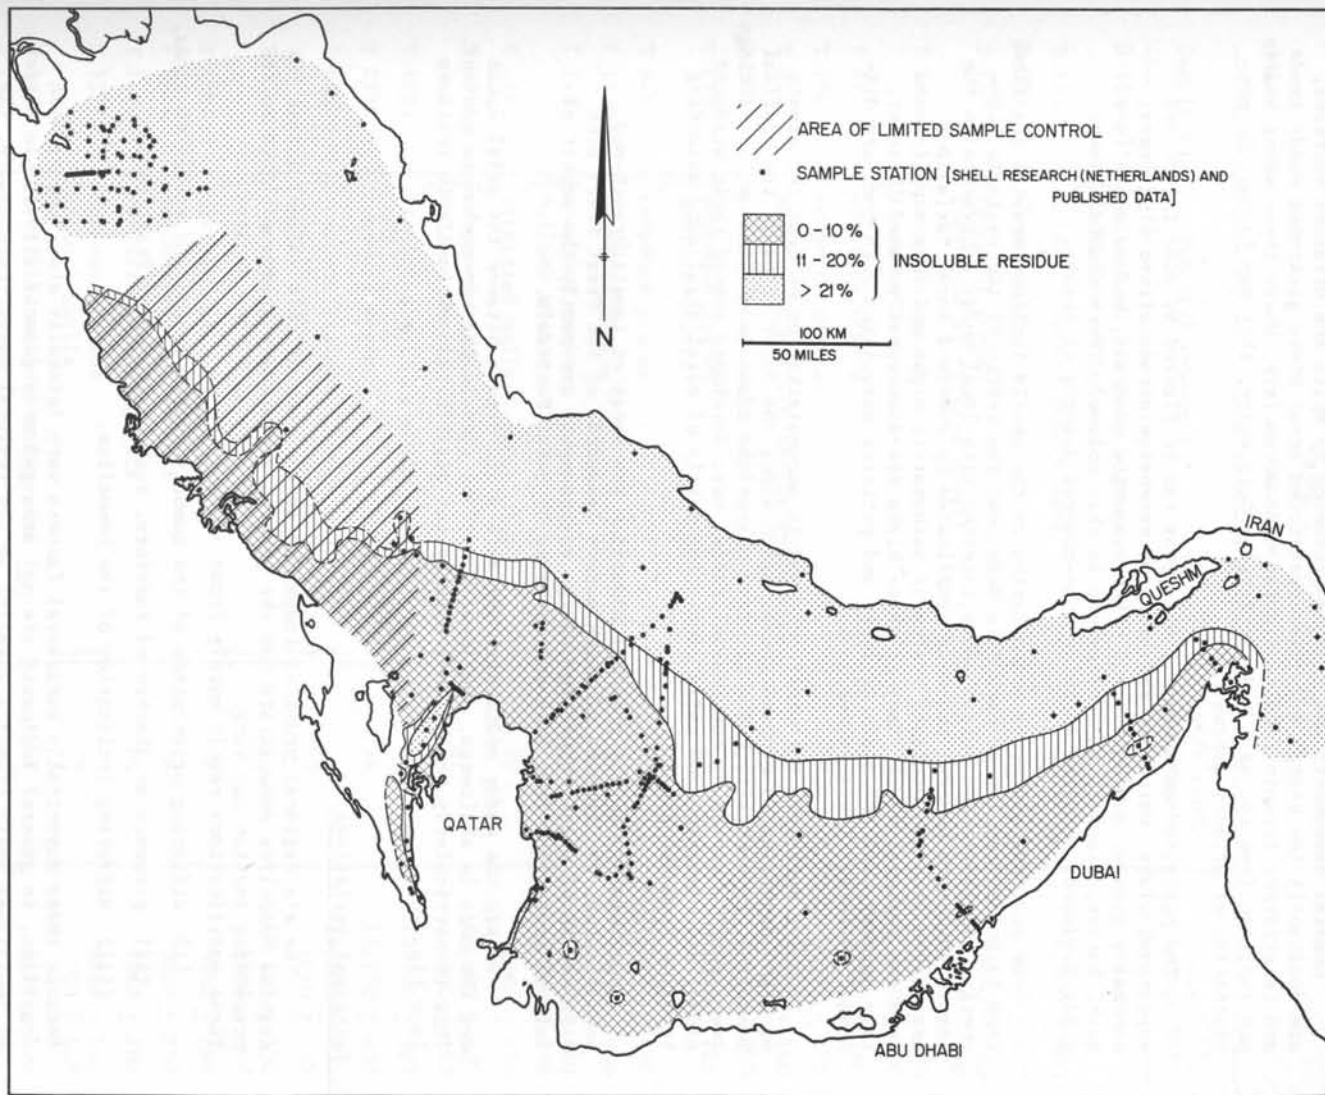 AREA OF LIMITED SAMPLE CONTROL
SAMPLE STATION [SHELL RESEARCH (NETHERLANDS) AND
PUBLISHED DATA]
0 - 10 %
11 - 20 %
> 21 %
INSOLUBLE RESIDUE
100 KM
50 MILES
N
IRAN
QUESHM
QATAR
DUBAI
ABU DHABI